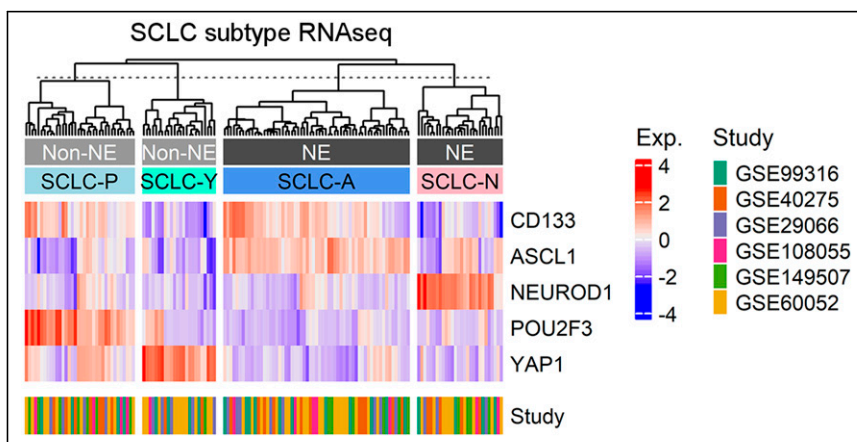 SCLC subtype RNAseq
Non-NE Non-NE NE NE
SCLC-P SCLC-Y SCLC-A SCLC-N
CD133
ASCL1
NEUROD1
POU2F3
YAP1
Study
Exp.
4
2
0
-2
-4
Study
GSE99316
GSE40275
GSE29066
GSE108055
GSE149507
GSE60052